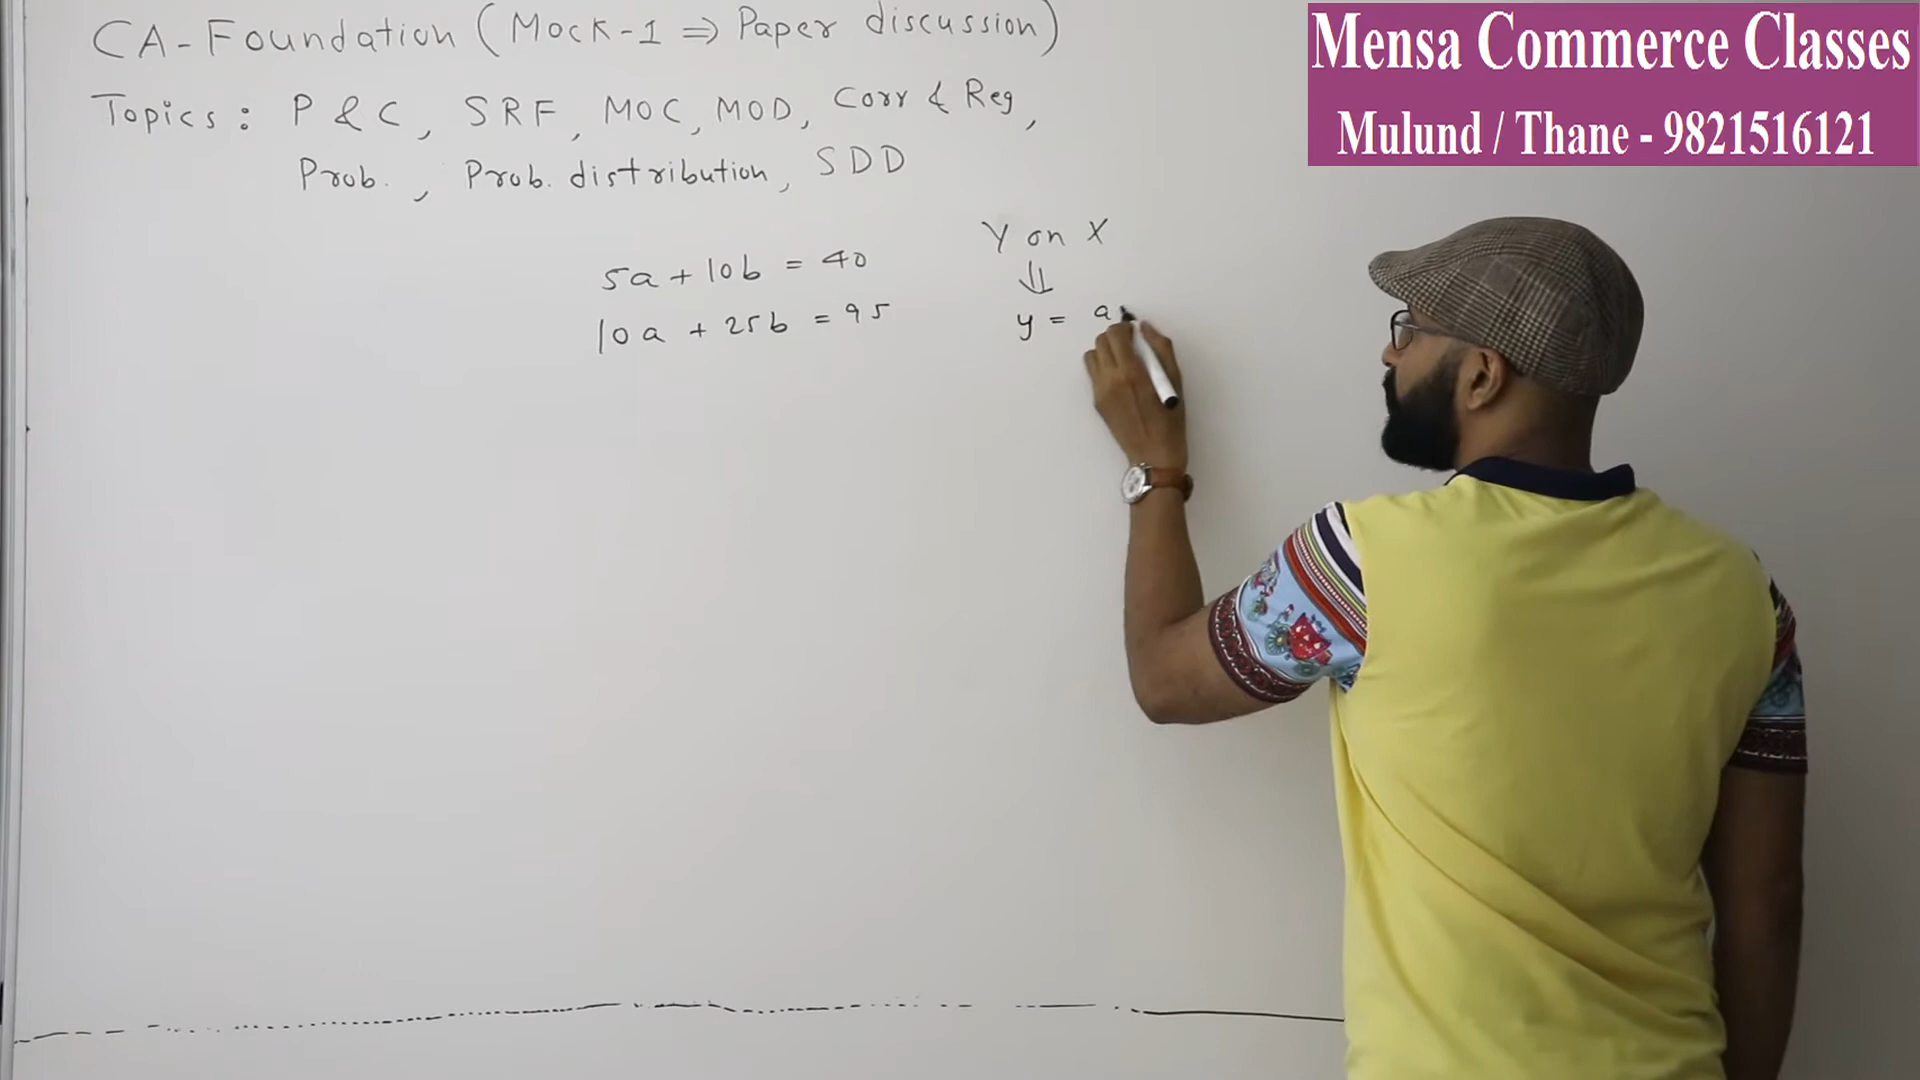 CA-Foundation (Mock-1 ⇒ Paper discussion)
Topics: P & C, SRF, MOC, MOD, Corr & Reg,
Prob., Prob. distribution, SDD
5a + 10b = 40
10a + 25b = 95
Y on X
⇓
y = a
Mensa Commerce Classes
Mulund / Thane - 9821516121